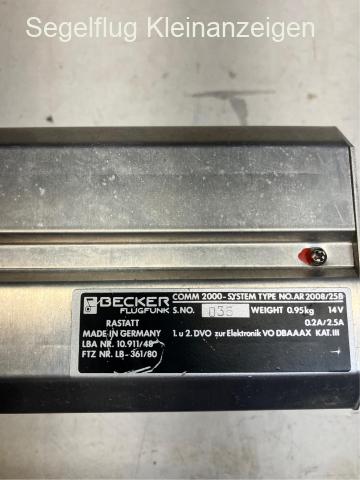 Segelflug Kleinanzeigen
BECKER
FLUGFUNK
RASTATT
MADE IN GERMANY
LBA NR. 10.911/48
FTZ NR. LB-361/80
COMM 2000-SYSTEM TYPE NO. AR 2008/25B
S.NO. 036 WEIGHT 0.95kg 14V
0.2A/2.5A
1. u 2. DVO zur Elektronik VO DBAAAX KAT. III